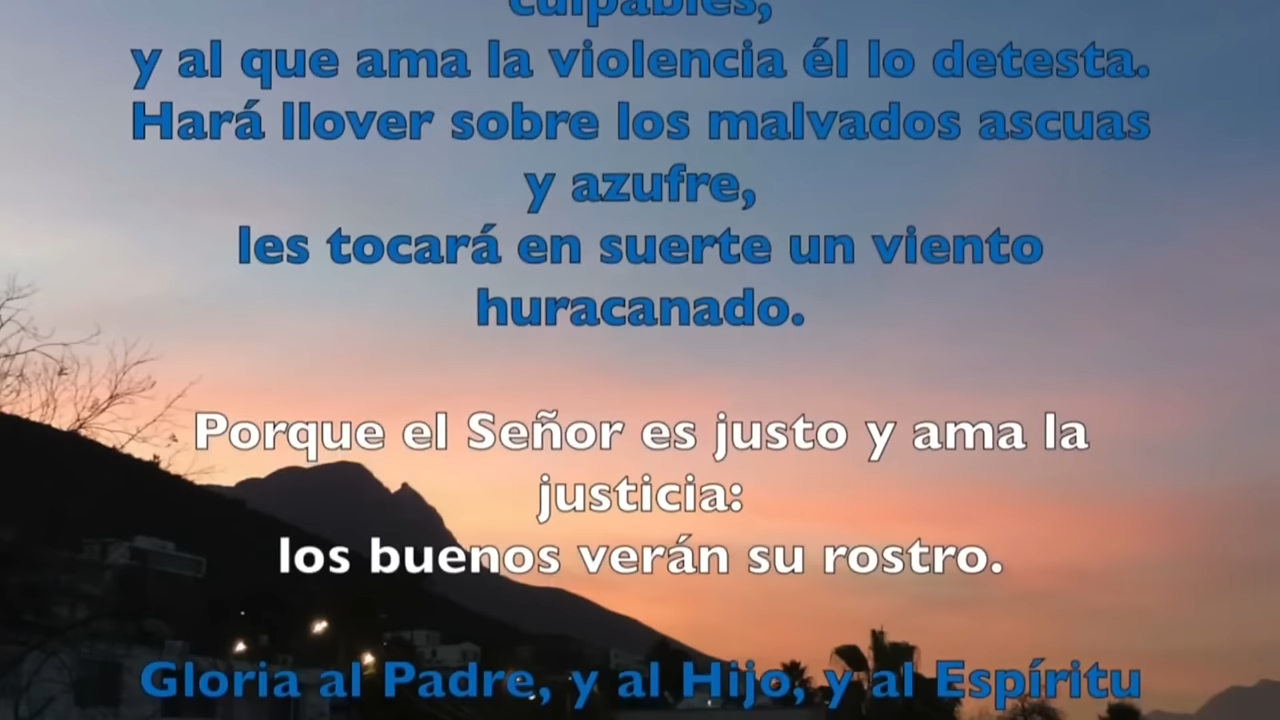 culpables,
y al que ama la violencia él lo detesta.
Hará llover sobre los malvados ascuas
y azufre,
les tocará en suerte un viento
huracanado.
Porque el Señor es justo y ama la
justicia:
los buenos verán su rostro.
Gloria al Padre, y al Hijo, y al Espíritu